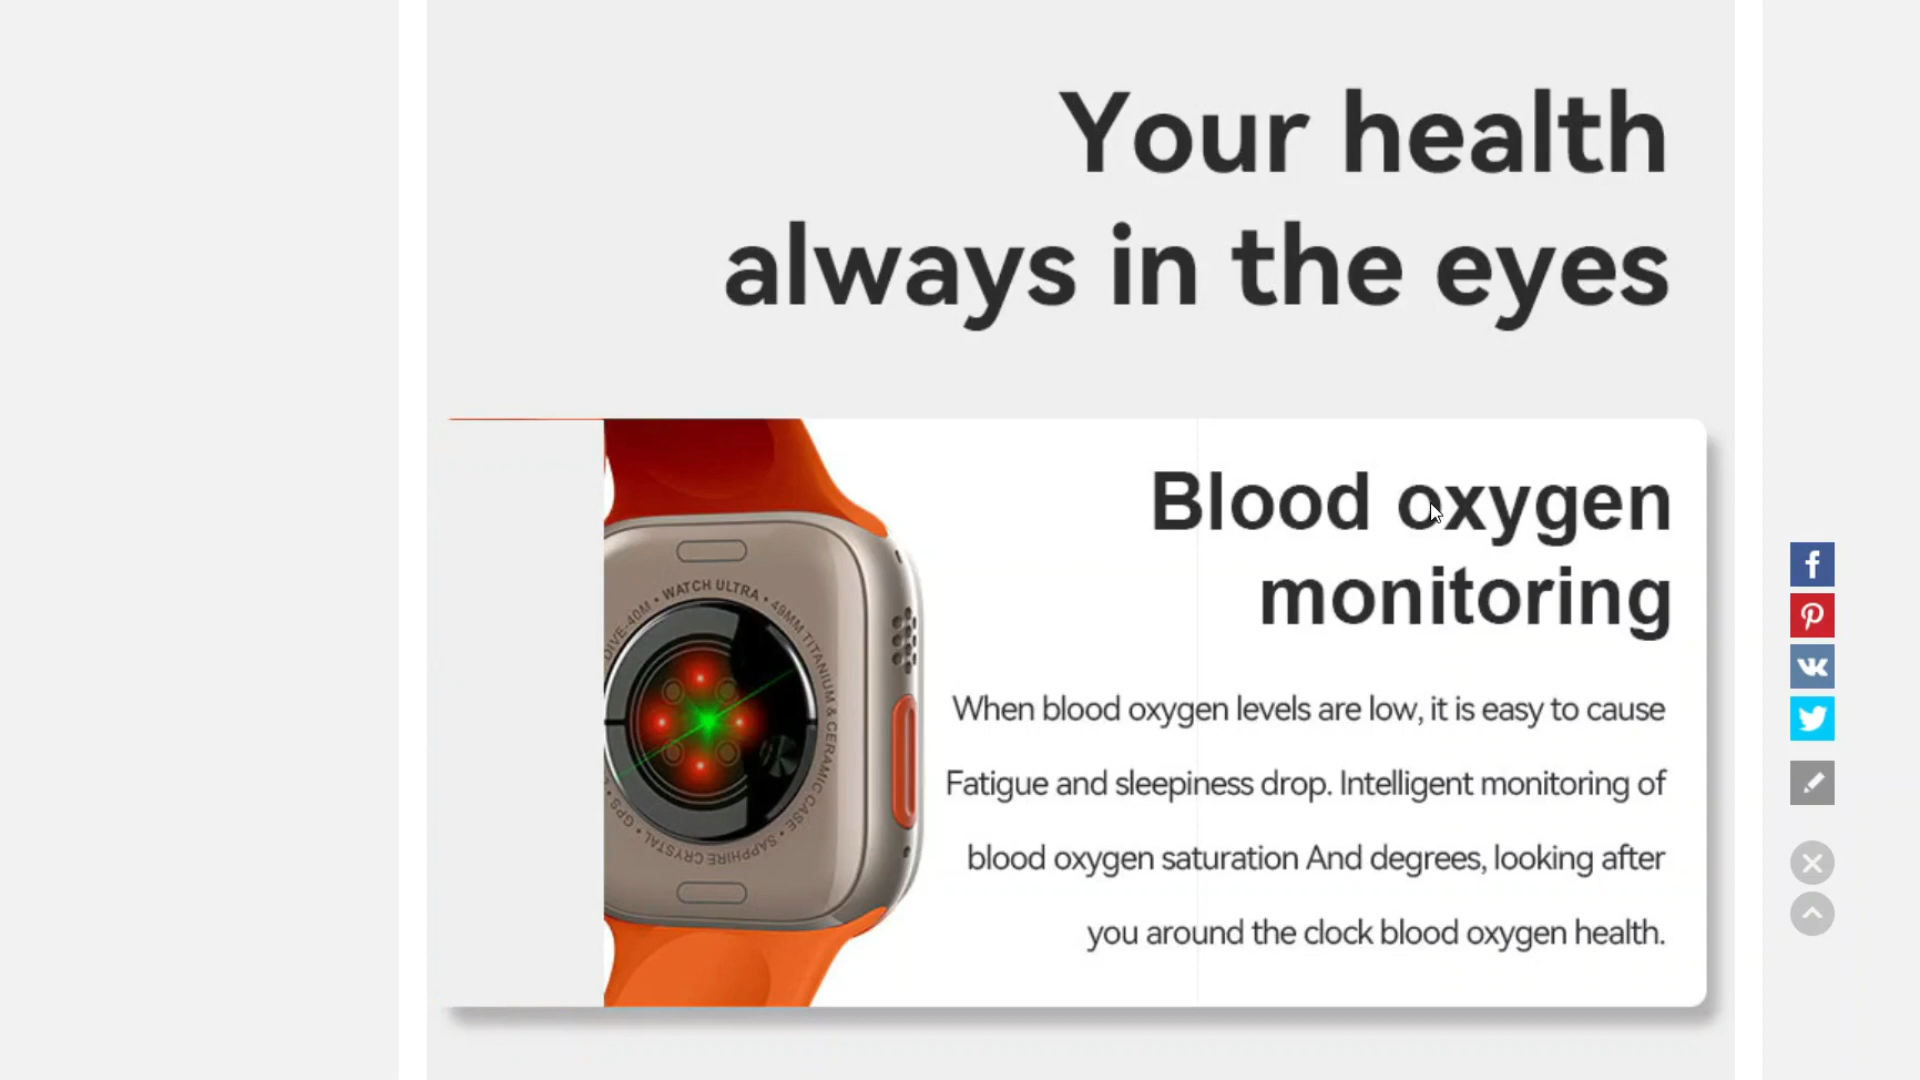 Your health
always in the eyes
Blood oxygen
monitoring
When blood oxygen levels are low, it is easy to cause
Fatigue and sleepiness drop. Intelligent monitoring of
blood oxygen saturation And degrees, looking after
you around the clock blood oxygen health.
DIVE-40M • WATCH ULTRA • 49MM TITANIUM & CERAMIC CASE • SAPPHIRE CRYSTAL • GPS •